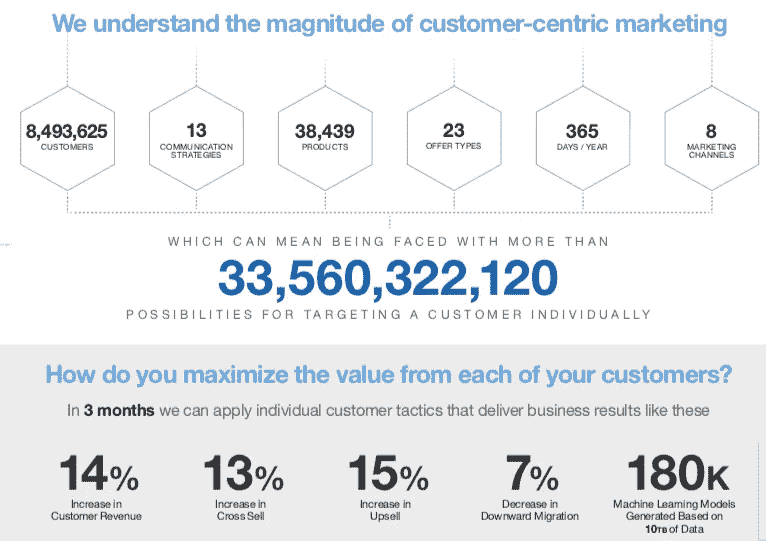 We understand the magnitude of customer-centric marketing
8,493,625
CUSTOMERS
13
COMMUNICATION
STRATEGIES
38,439
PRODUCTS
23
OFFER TYPES
365
DAYS / YEAR
8
MARKETING
CHANNELS
WHICH CAN MEAN BEING FACED WITH MORE THAN
33,560,322,120
POSSIBILITIES FOR TARGETING A CUSTOMER INDIVIDUALLY
How do you maximize the value from each of your customers?
In 3 months we can apply individual customer tactics that deliver business results like these
14%
Increase in
Customer Revenue
13%
Increase in
Cross Sell
15%
Increase in
Upsell
7%
Decrease in
Downward Migration
180K
Machine Learning Models
Generated Based on
10TB of Data